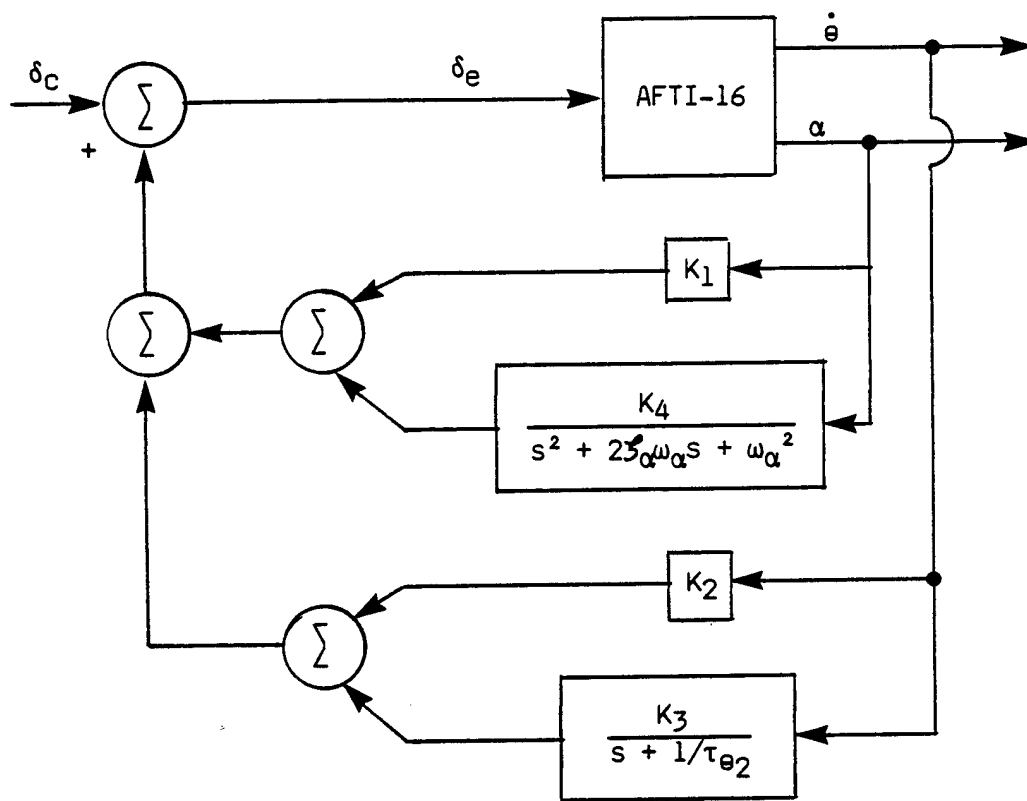 θ̇
δc
δe
AFTI-16
+
α
K1
Σ
Σ
Σ
K4
s² + 2ζαωαs + ωα²
K2
Σ
K3
s + 1/τθ2